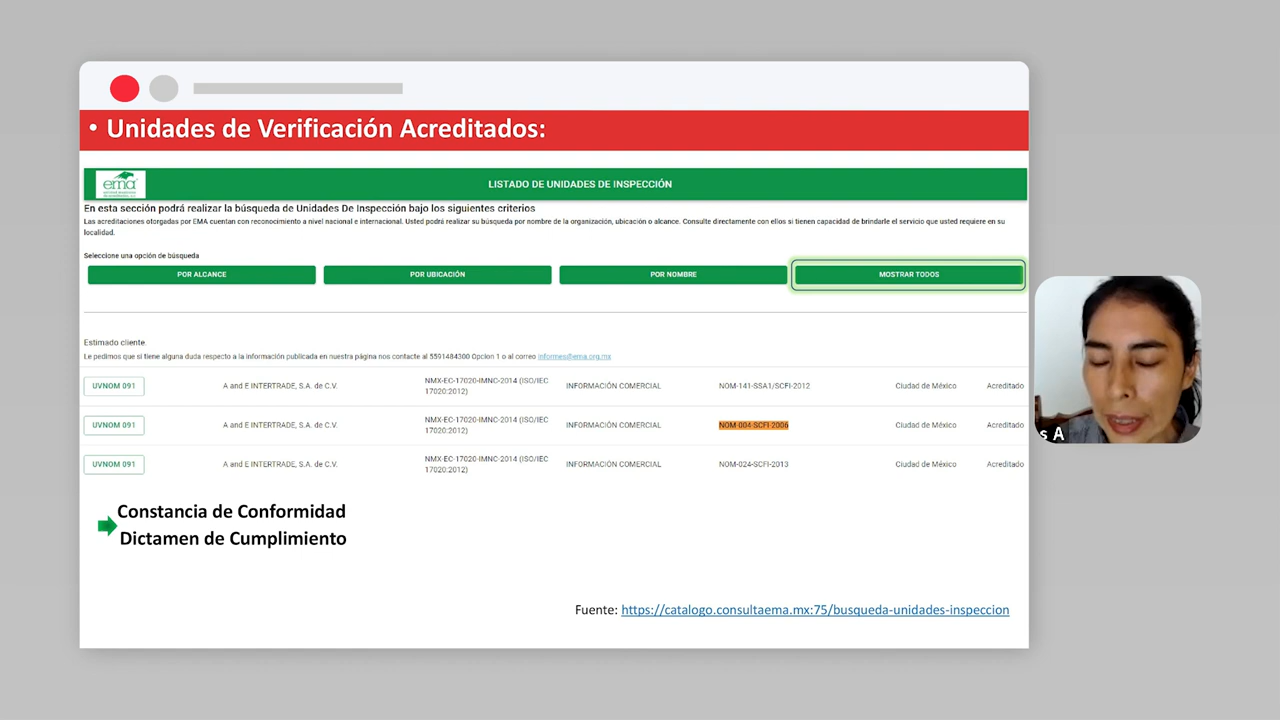 • Unidades de Verificación Acreditados:
ema
LISTADO DE UNIDADES DE INSPECCIÓN
En esta sección podrá realizar la búsqueda de Unidades De Inspección bajo los siguientes criterios
Las acreditaciones otorgadas por EMA cuentan con reconocimiento a nivel nacional e internacional. Usted podrá realizar su búsqueda por nombre de la organización, ubicación o alcance. Consulte directamente con ellos si tienen capacidad de brindarle el servicio que usted requiere en su
localidad.
Seleccione una opción de búsqueda
POR ALCANCE POR UBICACIÓN POR NOMBRE MOSTRAR TODOS
Estimado cliente.
Le pedimos que si tiene alguna duda respecto a la información publicada en nuestra página nos contacte al 5591484300 Opcion 1 o al correo informes@ema.org.mx
UVNOM 091 A and E INTERTRADE, S.A. de C.V. NMX-EC-17020-IMNC-2014 (ISO/IEC 17020:2012) INFORMACIÓN COMERCIAL NOM-141-SSA1/SCFI-2012 Ciudad de México Acreditado
UVNOM 091 A and E INTERTRADE, S.A. de C.V. NMX-EC-17020-IMNC-2014 (ISO/IEC 17020:2012) INFORMACIÓN COMERCIAL NOM-004-SCFI-2006 Ciudad de México Acreditado
UVNOM 091 A and E INTERTRADE, S.A. de C.V. NMX-EC-17020-IMNC-2014 (ISO/IEC 17020:2012) INFORMACIÓN COMERCIAL NOM-024-SCFI-2013 Ciudad de México Acreditado
s A
Constancia de Conformidad
Dictamen de Cumplimiento
Fuente: https://catalogo.consultaema.mx:75/busqueda-unidades-inspeccion